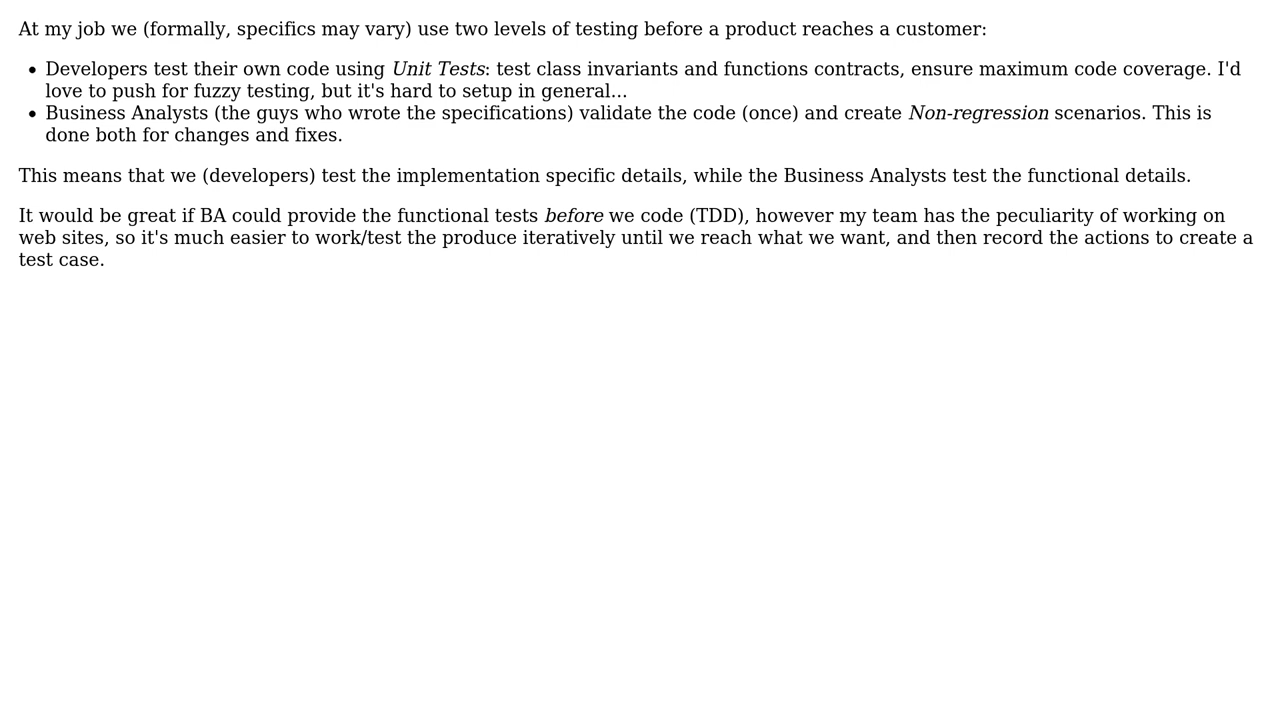 At my job we (formally, specifics may vary) use two levels of testing before a product reaches a customer:
• Developers test their own code using Unit Tests: test class invariants and functions contracts, ensure maximum code coverage. I'd
love to push for fuzzy testing, but it's hard to setup in general...
• Business Analysts (the guys who wrote the specifications) validate the code (once) and create Non-regression scenarios. This is
done both for changes and fixes.
This means that we (developers) test the implementation specific details, while the Business Analysts test the functional details.
It would be great if BA could provide the functional tests before we code (TDD), however my team has the peculiarity of working on
web sites, so it's much easier to work/test the produce iteratively until we reach what we want, and then record the actions to create a
test case.